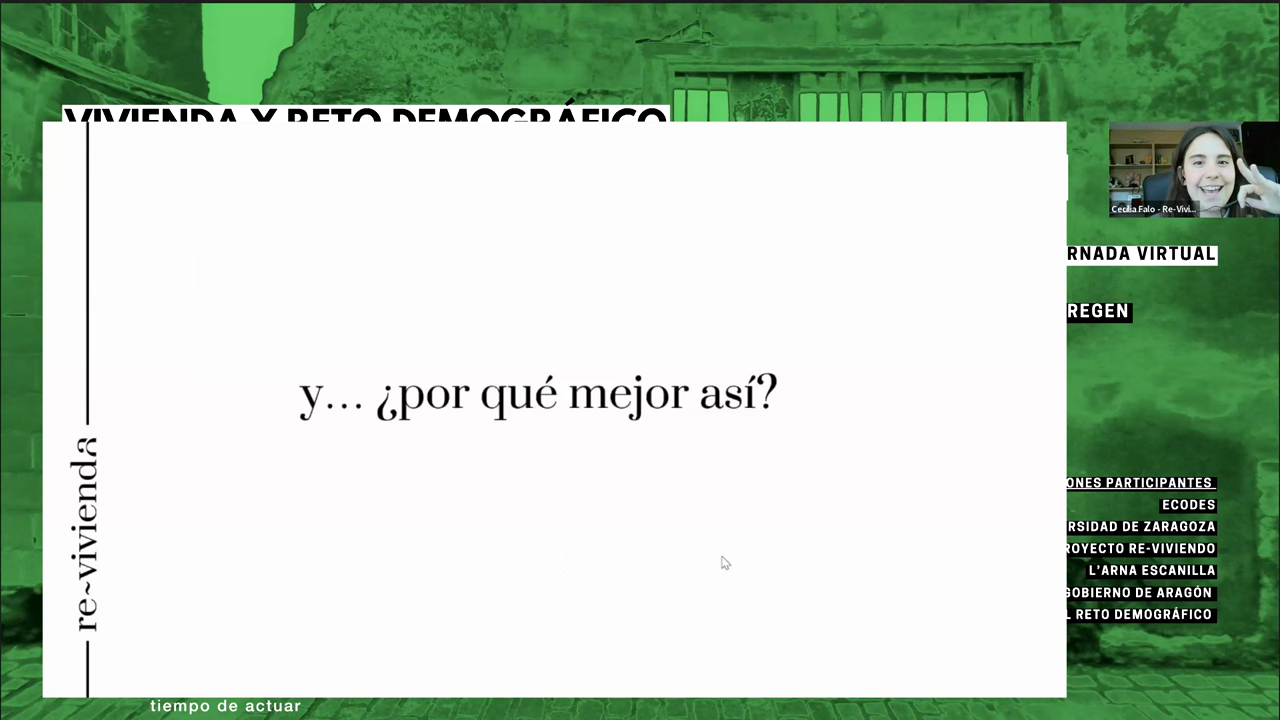 VIVIENDA Y RETO DEMOGRÁFICO
Cecilia Falo - Re-Vivi...
RNADA VIRTUAL
REGEN
y... ¿por qué mejor así?
re~vivienda
ONES PARTICIPANTES
ECODES
RSIDAD DE ZARAGOZA
ROYECTO RE-VIVIENDO
L'ARNA ESCANILLA
GOBIERNO DE ARAGÓN
L RETO DEMOGRÁFICO
tiempo de actuar